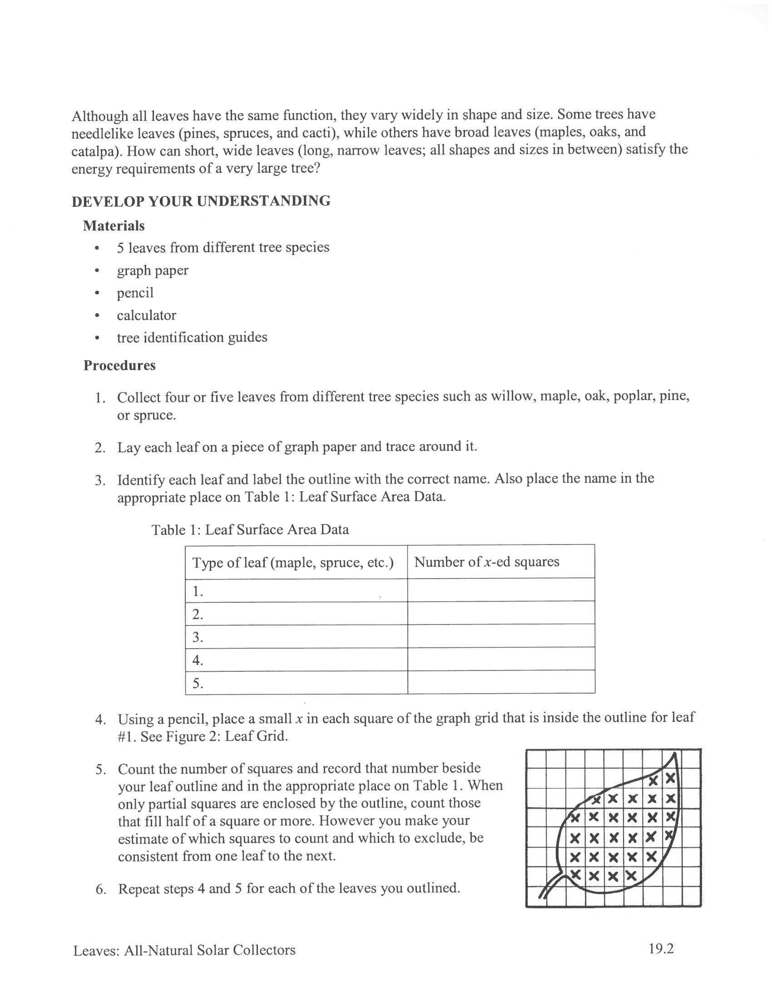 Although all leaves have the same function, they vary widely in shape and size. Some trees have
needlelike leaves (pines, spruces, and cacti), while others have broad leaves (maples, oaks, and
catalpa). How can short, wide leaves (long, narrow leaves; all shapes and sizes in between) satisfy the
energy requirements of a very large tree?
DEVELOP YOUR UNDERSTANDING
Materials
• 5 leaves from different tree species
• graph paper
• pencil
• calculator
• tree identification guides
Procedures
1. Collect four or five leaves from different tree species such as willow, maple, oak, poplar, pine,
or spruce.
2. Lay each leaf on a piece of graph paper and trace around it.
3. Identify each leaf and label the outline with the correct name. Also place the name in the
appropriate place on Table 1: Leaf Surface Area Data.
Table 1: Leaf Surface Area Data
Type of leaf (maple, spruce, etc.) Number of x-ed squares
1.
2.
3.
4.
5.
4. Using a pencil, place a small x in each square of the graph grid that is inside the outline for leaf
#1. See Figure 2: Leaf Grid.
5. Count the number of squares and record that number beside
your leaf outline and in the appropriate place on Table 1. When
only partial squares are enclosed by the outline, count those
that fill half of a square or more. However you make your
estimate of which squares to count and which to exclude, be
consistent from one leaf to the next.
6. Repeat steps 4 and 5 for each of the leaves you outlined.
x x
x x x x x
x x x x x x
x x x x x x
x x x x x
x x x x
Leaves: All-Natural Solar Collectors 19.2